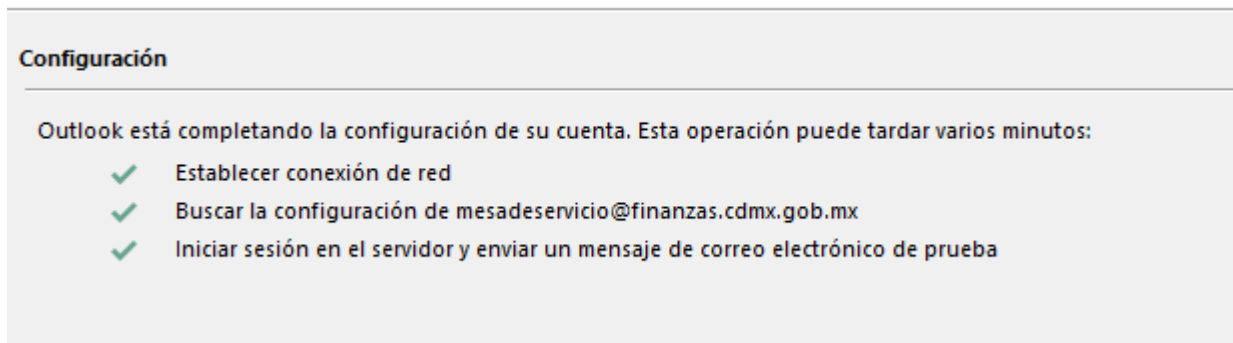 Configuración
Outlook está completando la configuración de su cuenta. Esta operación puede tardar varios minutos:
Establecer conexión de red
Buscar la configuración de mesadeservicio@finanzas.cdmx.gob.mx
Iniciar sesión en el servidor y enviar un mensaje de correo electrónico de prueba